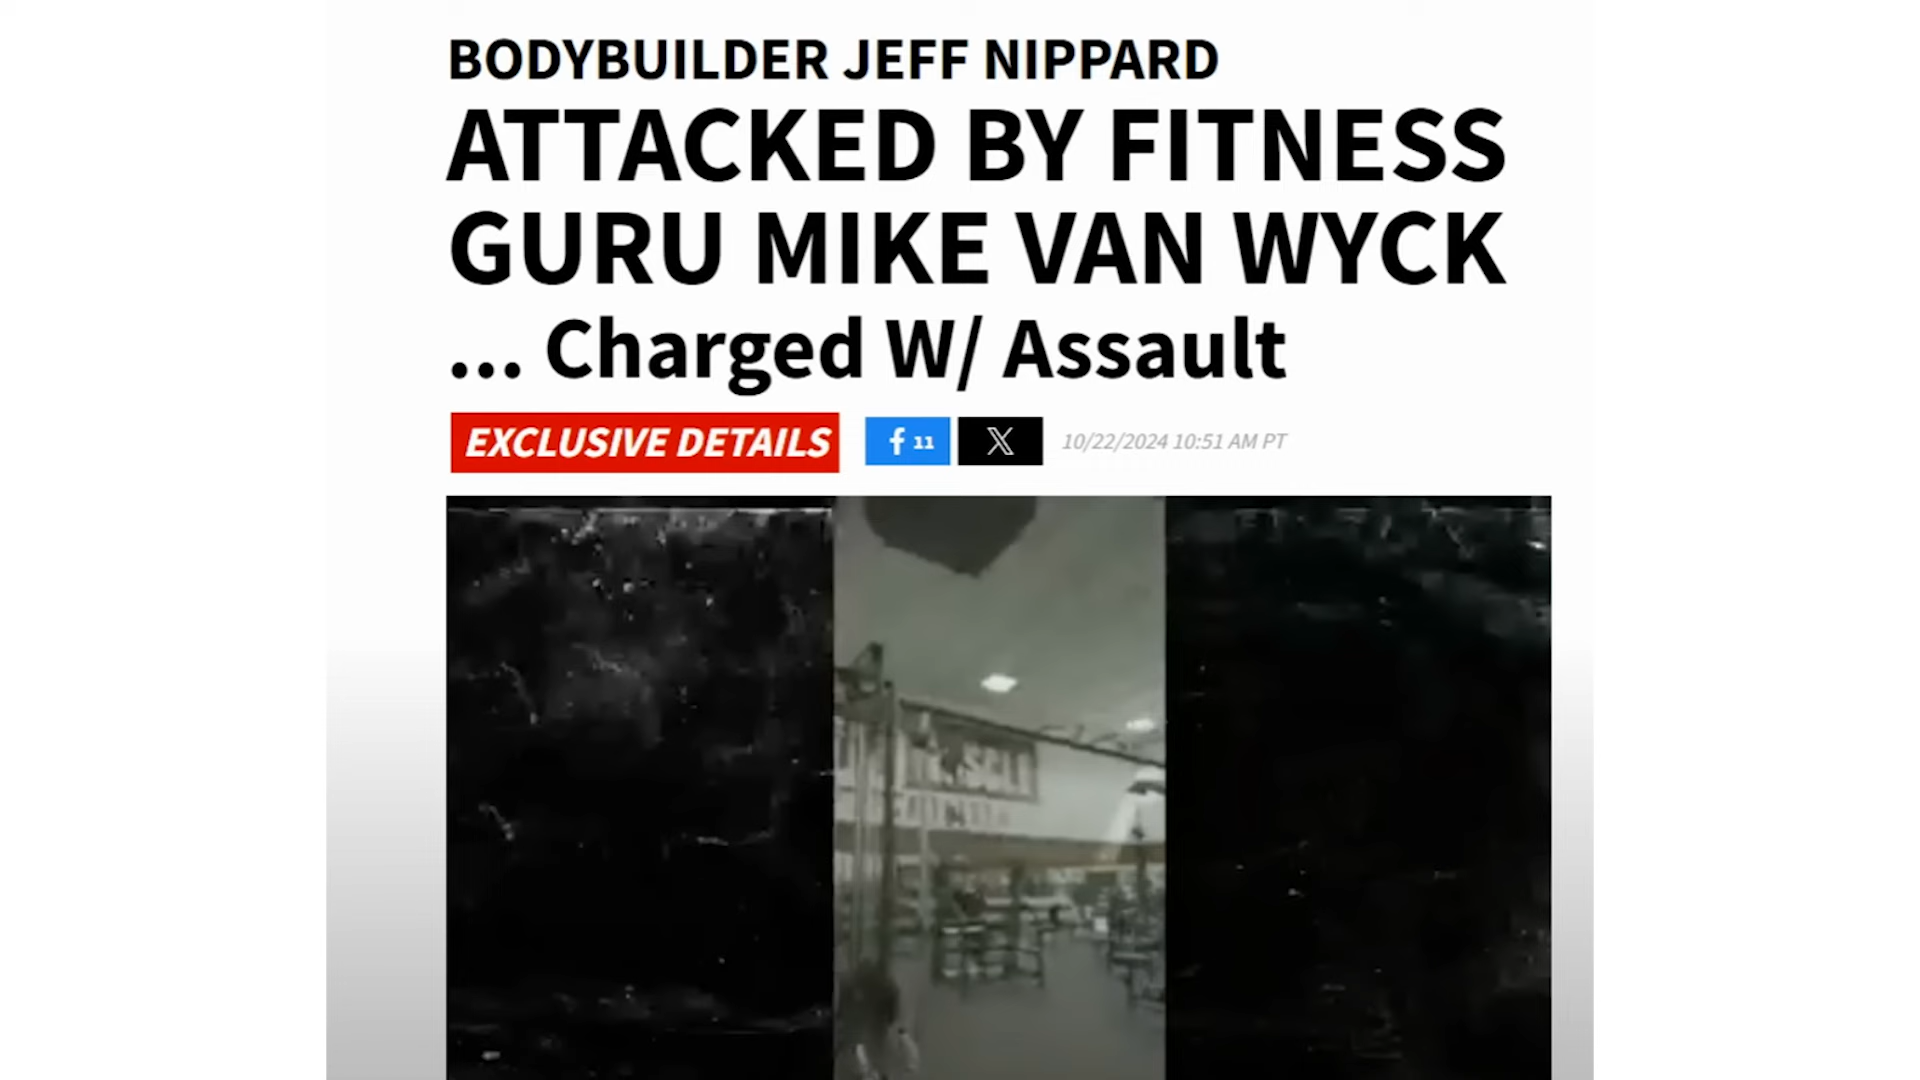 BODYBUILDER JEFF NIPPARD
ATTACKED BY FITNESS
GURU MIKE VAN WYCK
... Charged W/ Assault
EXCLUSIVE DETAILS
f 11
X
10/22/2024 10:51 AM PT